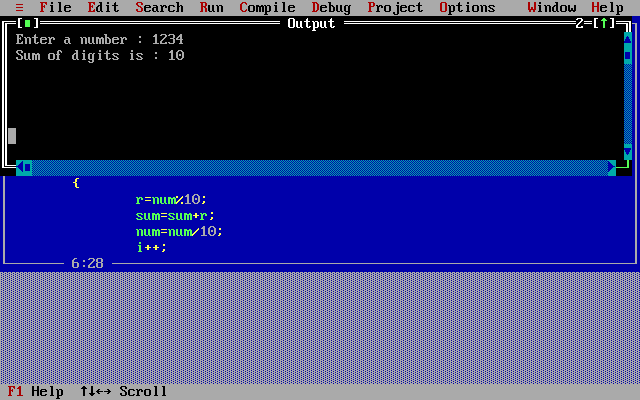 ≡ File Edit Search Run Compile Debug Project Options Window Help
[■] Output 2=[↑]
Enter a number : 1234
Sum of digits is : 10
{
r=num%10;
sum=sum+r;
num=num/10;
i++;
6:28
F1 Help ↑↓←→ Scroll